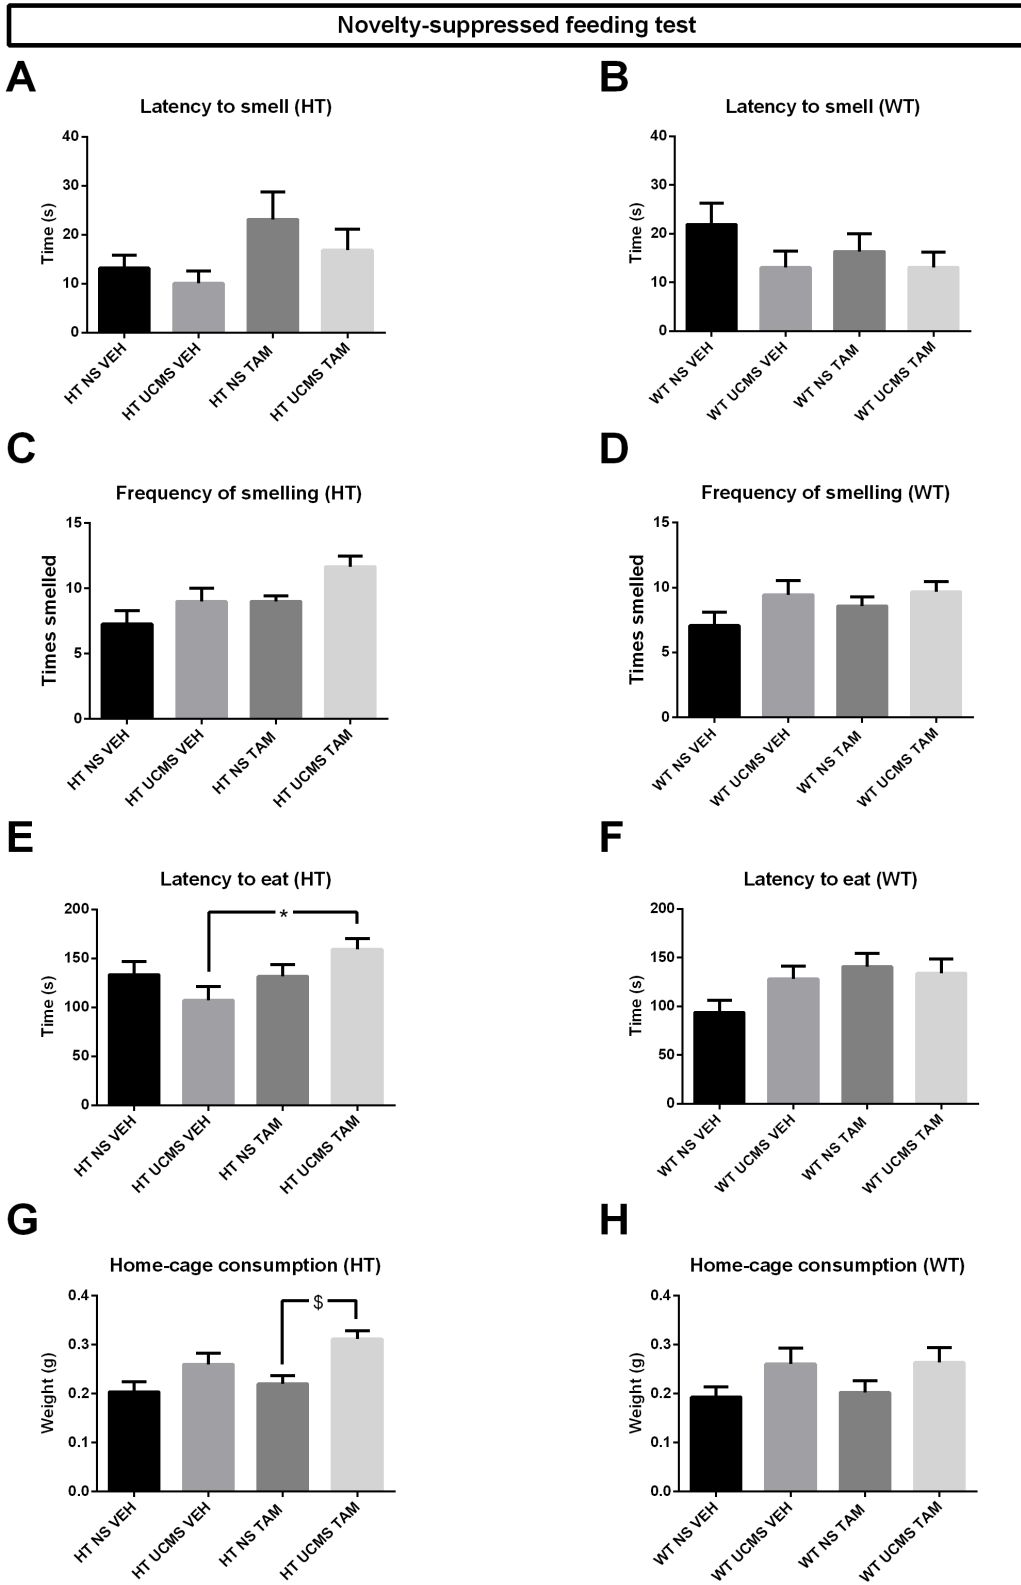 Novelty-suppressed feeding test
A
Latency to smell (HT)
Time (s)
40
30
20
10
0
HT NS VEH
HT UCMS VEH
HT NS TAM
HT UCMS TAM
B
Latency to smell (WT)
Time (s)
40
30
20
10
0
WT NS VEH
WT UCMS VEH
WT NS TAM
WT UCMS TAM
C
Frequency of smelling (HT)
Times smelled
15
10
5
0
HT NS VEH
HT UCMS VEH
HT NS TAM
HT UCMS TAM
D
Frequency of smelling (WT)
Times smelled
15
10
5
0
WT NS VEH
WT UCMS VEH
WT NS TAM
WT UCMS TAM
E
Latency to eat (HT)
Time (s)
200
150
100
50
0
*
HT NS VEH
HT UCMS VEH
HT NS TAM
HT UCMS TAM
F
Latency to eat (WT)
Time (s)
200
150
100
50
0
WT NS VEH
WT UCMS VEH
WT NS TAM
WT UCMS TAM
G
Home-cage consumption (HT)
Weight (g)
0.4
0.3
0.2
0.1
0.0
$
HT NS VEH
HT UCMS VEH
HT NS TAM
HT UCMS TAM
H
Home-cage consumption (WT)
Weight (g)
0.4
0.3
0.2
0.1
0.0
WT NS VEH
WT UCMS VEH
WT NS TAM
WT UCMS TAM